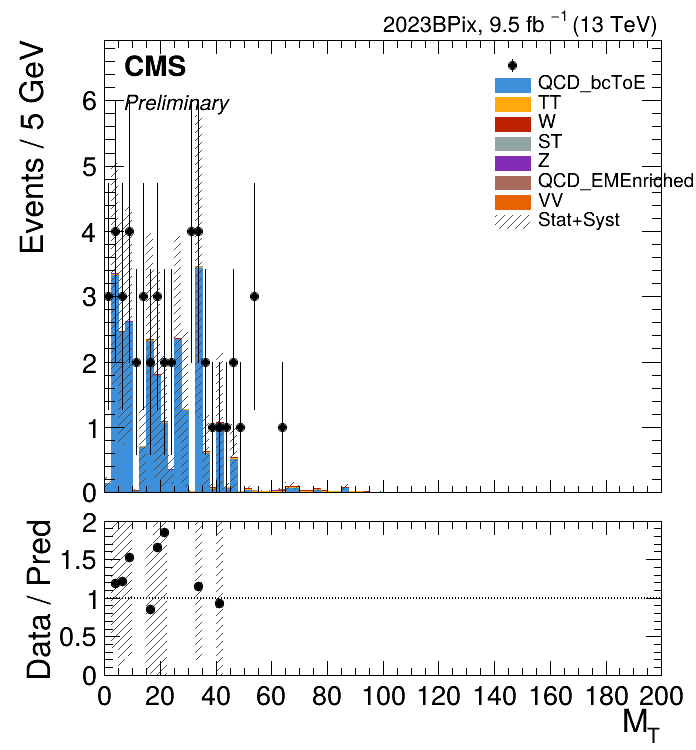 2023BPix, 9.5 fb⁻¹ (13 TeV)
CMS
Preliminary
Events / 5 GeV
6
5
4
3
2
1
0
QCD_bcToE
TT
W
ST
Z
QCD_EMEnriched
VV
Stat+Syst
Data / Pred
2
1.5
1
0.5
0
0 20 40 60 80 100 120 140 160 180 200
M_T